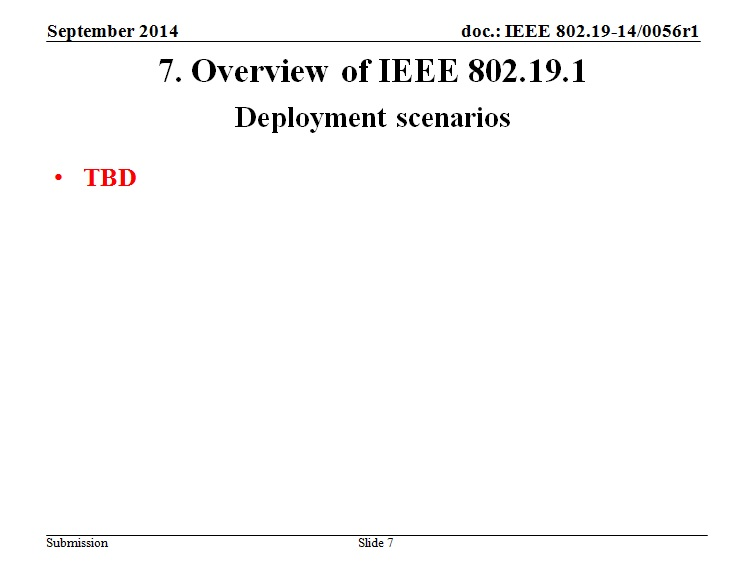 September 2014 doc.: IEEE 802.19-14/0056r1
7. Overview of IEEE 802.19.1
Deployment scenarios
• TBD
Submission Slide 7